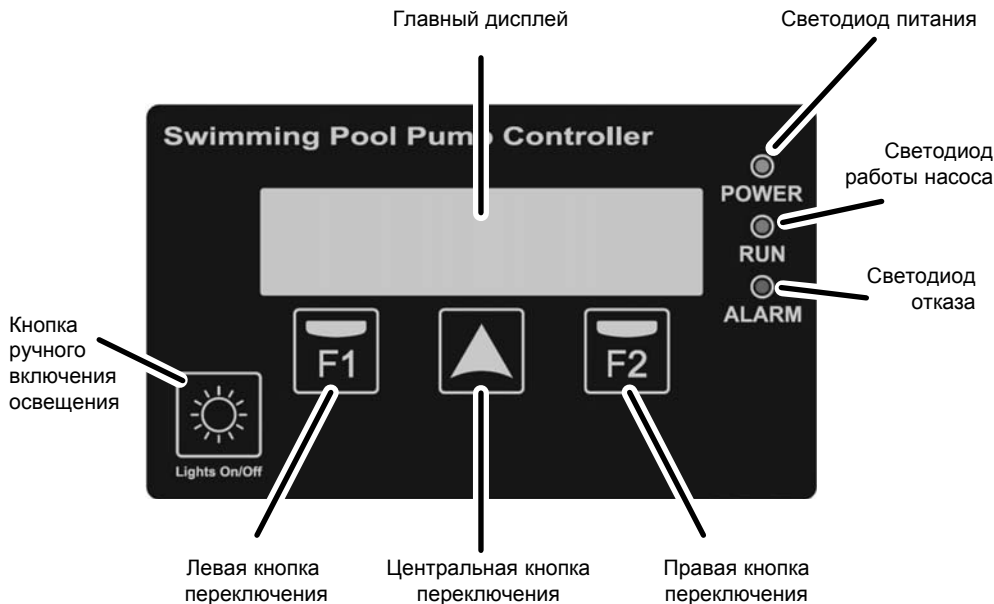 Главный дисплей
Светодиод питания
Swimming Pool Pump Controller
POWER
Светодиод
работы насоса
RUN
Светодиод
отказа
ALARM
Кнопка
ручного
включения
освещения
F1
F2
Lights On/Off
Левая кнопка
переключения
Центральная кнопка
переключения
Правая кнопка
переключения